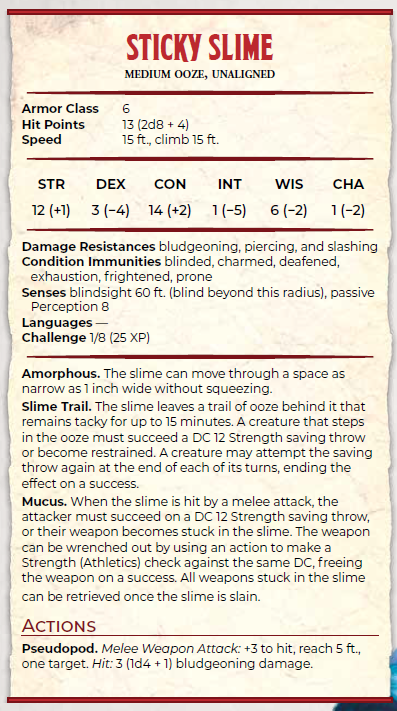 STICKY SLIME
MEDIUM OOZE, UNALIGNED
Armor Class 6
Hit Points 13 (2d8 + 4)
Speed 15 ft., climb 15 ft.
STR DEX CON INT WIS CHA
12 (+1) 3 (−4) 14 (+2) 1 (−5) 6 (−2) 1 (−2)
Damage Resistances bludgeoning, piercing, and slashing
Condition Immunities blinded, charmed, deafened,
exhaustion, frightened, prone
Senses blindsight 60 ft. (blind beyond this radius), passive
Perception 8
Languages —
Challenge 1/8 (25 XP)
Amorphous. The slime can move through a space as
narrow as 1 inch wide without squeezing.
Slime Trail. The slime leaves a trail of ooze behind it that
remains tacky for up to 15 minutes. A creature that steps
in the ooze must succeed a DC 12 Strength saving throw
or become restrained. A creature may attempt the saving
throw again at the end of each of its turns, ending the
effect on a success.
Mucus. When the slime is hit by a melee attack, the
attacker must succeed on a DC 12 Strength saving throw,
or their weapon becomes stuck in the slime. The weapon
can be wrenched out by using an action to make a
Strength (Athletics) check against the same DC, freeing
the weapon on a success. All weapons stuck in the slime
can be retrieved once the slime is slain.
ACTIONS
Pseudopod. Melee Weapon Attack: +3 to hit, reach 5 ft.,
one target. Hit: 3 (1d4 + 1) bludgeoning damage.